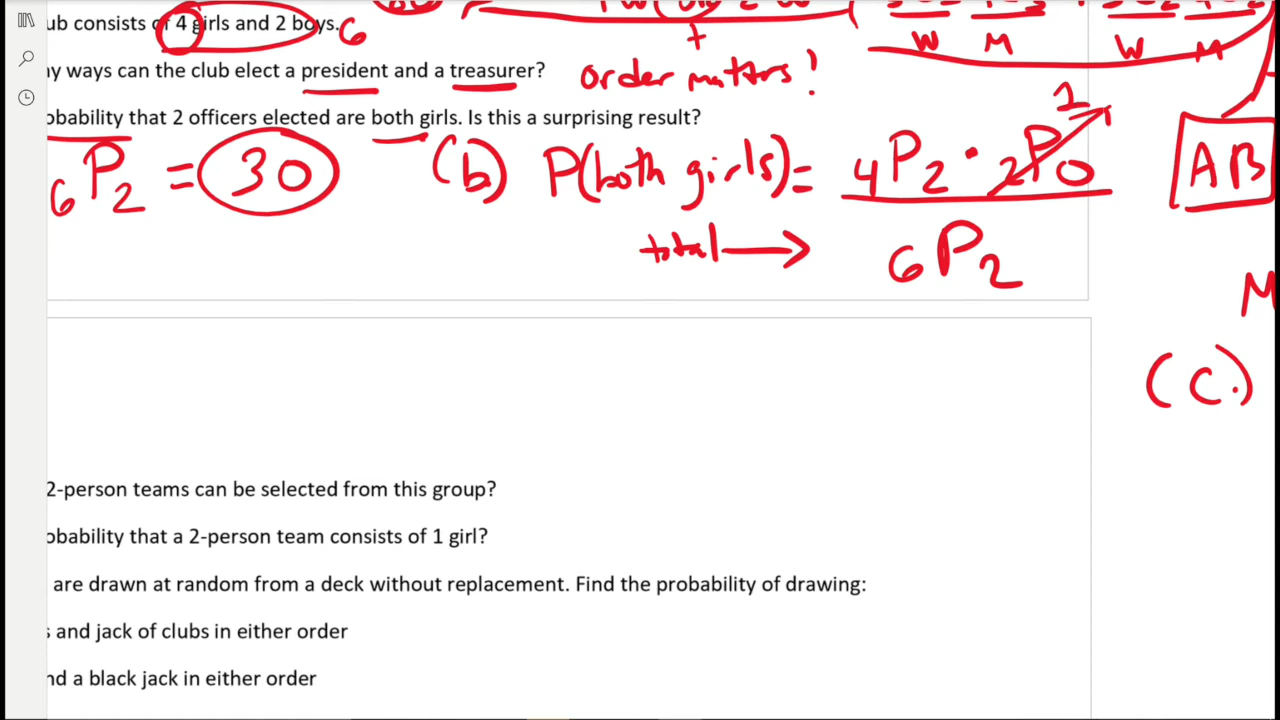 ub consists of 4 girls and 2 boys. 6
y ways can the club elect a president and a treasurer? order matters!
W M W M
obability that 2 officers elected are both girls. Is this a surprising result?
6P2 = 30 (b) P(both girls) = 4P2 · 2P0 1 AB
total → 6P2
M
(c.)
2-person teams can be selected from this group?
obability that a 2-person team consists of 1 girl?
are drawn at random from a deck without replacement. Find the probability of drawing:
s and jack of clubs in either order
nd a black jack in either order